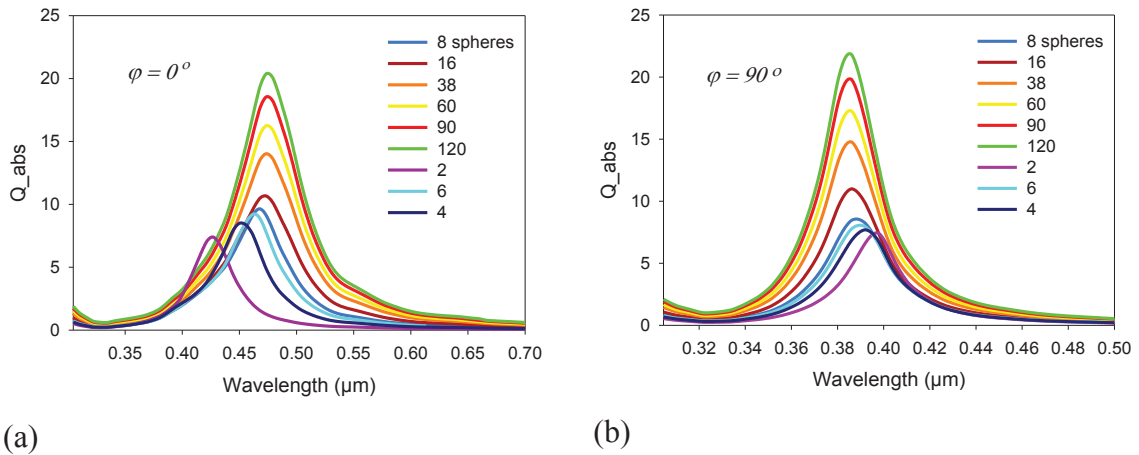 25
20
15
10
5
0
Q_abs
φ = 0 º
8 spheres
16
38
60
90
120
2
6
4
0.35 0.40 0.45 0.50 0.55 0.60 0.65 0.70
Wavelength (µm)
(a)
25
20
15
10
5
0
Q_abs
φ = 90 º
8 spheres
16
38
60
90
120
2
6
4
0.32 0.34 0.36 0.38 0.40 0.42 0.44 0.46 0.48 0.50
Wavelength (µm)
(b)